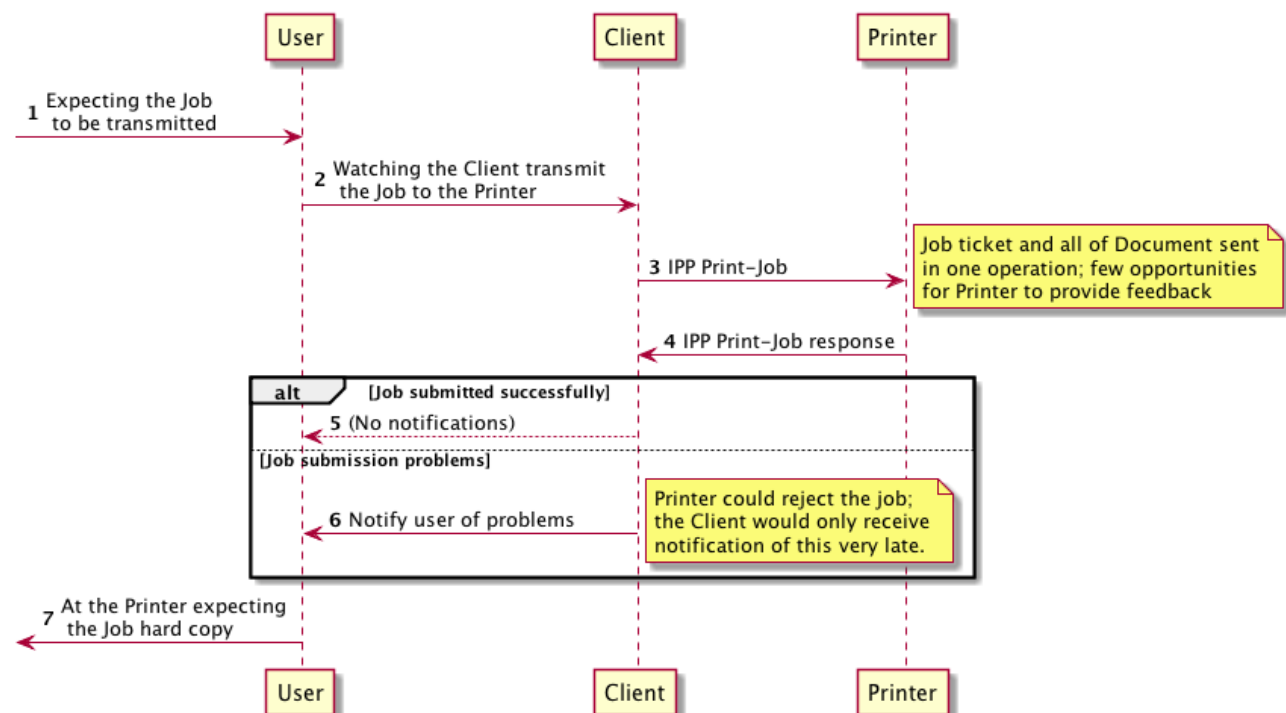 User
Client
Printer
1 Expecting the Job
to be transmitted
2 Watching the Client transmit
the Job to the Printer
Job ticket and all of Document sent
in one operation; few opportunities
for Printer to provide feedback
3 IPP Print-Job
4 IPP Print-Job response
alt [Job submitted successfully]
5 (No notifications)
[Job submission problems]
Printer could reject the job;
the Client would only receive
notification of this very late.
6 Notify user of problems
7 At the Printer expecting
the Job hard copy
User
Client
Printer